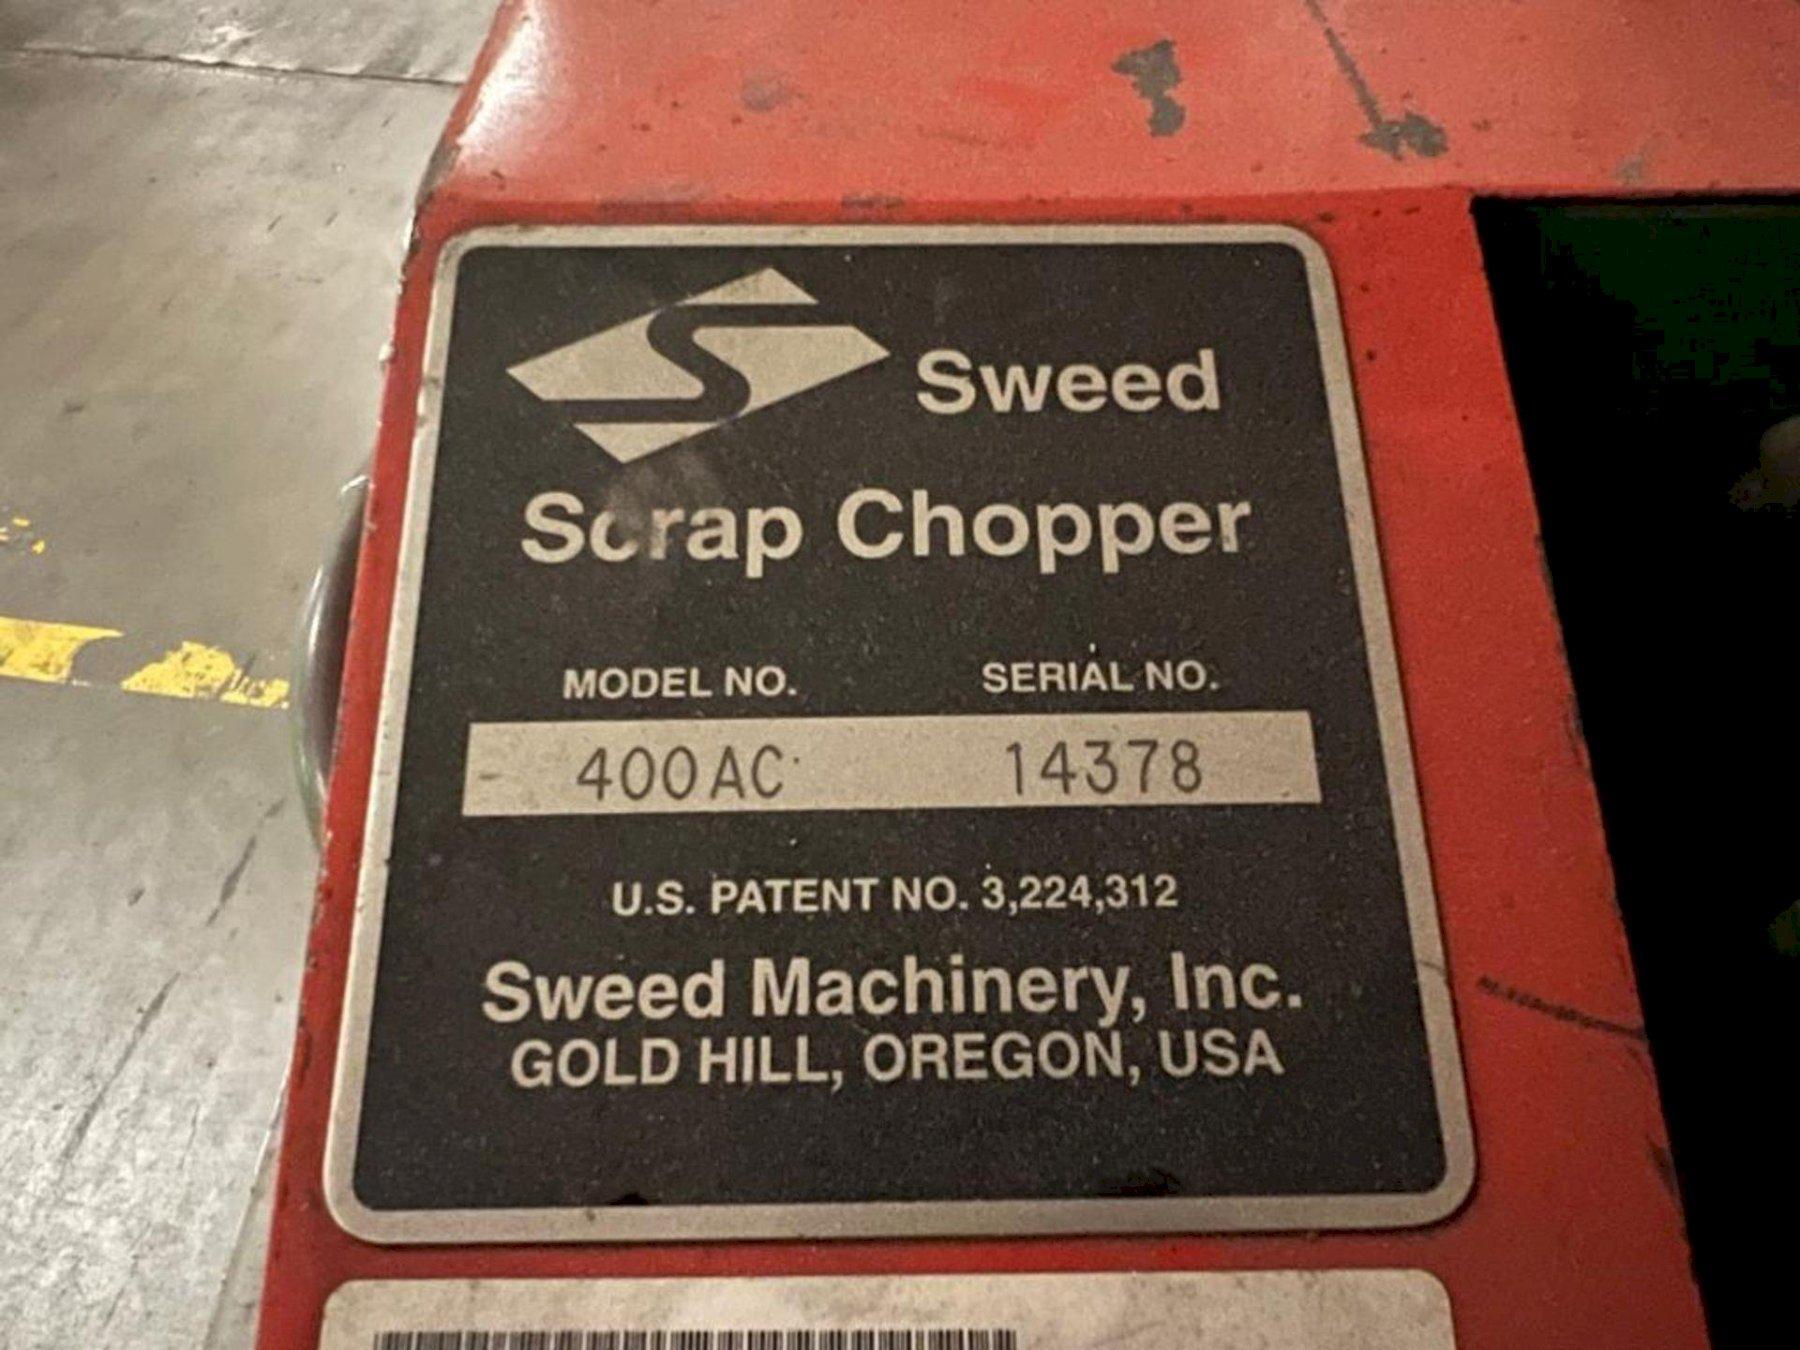 Sweed
Scrap Chopper
MODEL NO. SERIAL NO.
400AC 14378
U.S. PATENT NO. 3,224,312
Sweed Machinery, Inc.
GOLD HILL, OREGON, USA